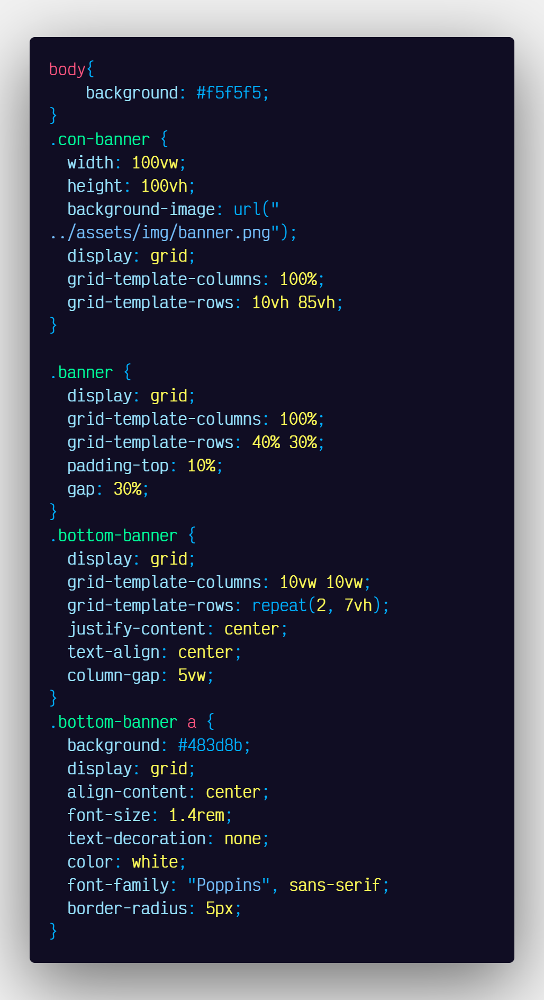 body{
    background: #f5f5f5;
}
.con-banner {
  width: 100vw;
  height: 100vh;
  background-image: url("
../assets/img/banner.png");
  display: grid;
  grid-template-columns: 100%;
  grid-template-rows: 10vh 85vh;
}

.banner {
  display: grid;
  grid-template-columns: 100%;
  grid-template-rows: 40% 30%;
  padding-top: 10%;
  gap: 30%;
}
.bottom-banner {
  display: grid;
  grid-template-columns: 10vw 10vw;
  grid-template-rows: repeat(2, 7vh);
  justify-content: center;
  text-align: center;
  column-gap: 5vw;
}
.bottom-banner a {
  background: #483d8b;
  display: grid;
  align-content: center;
  font-size: 1.4rem;
  text-decoration: none;
  color: white;
  font-family: "Poppins", sans-serif;
  border-radius: 5px;
}